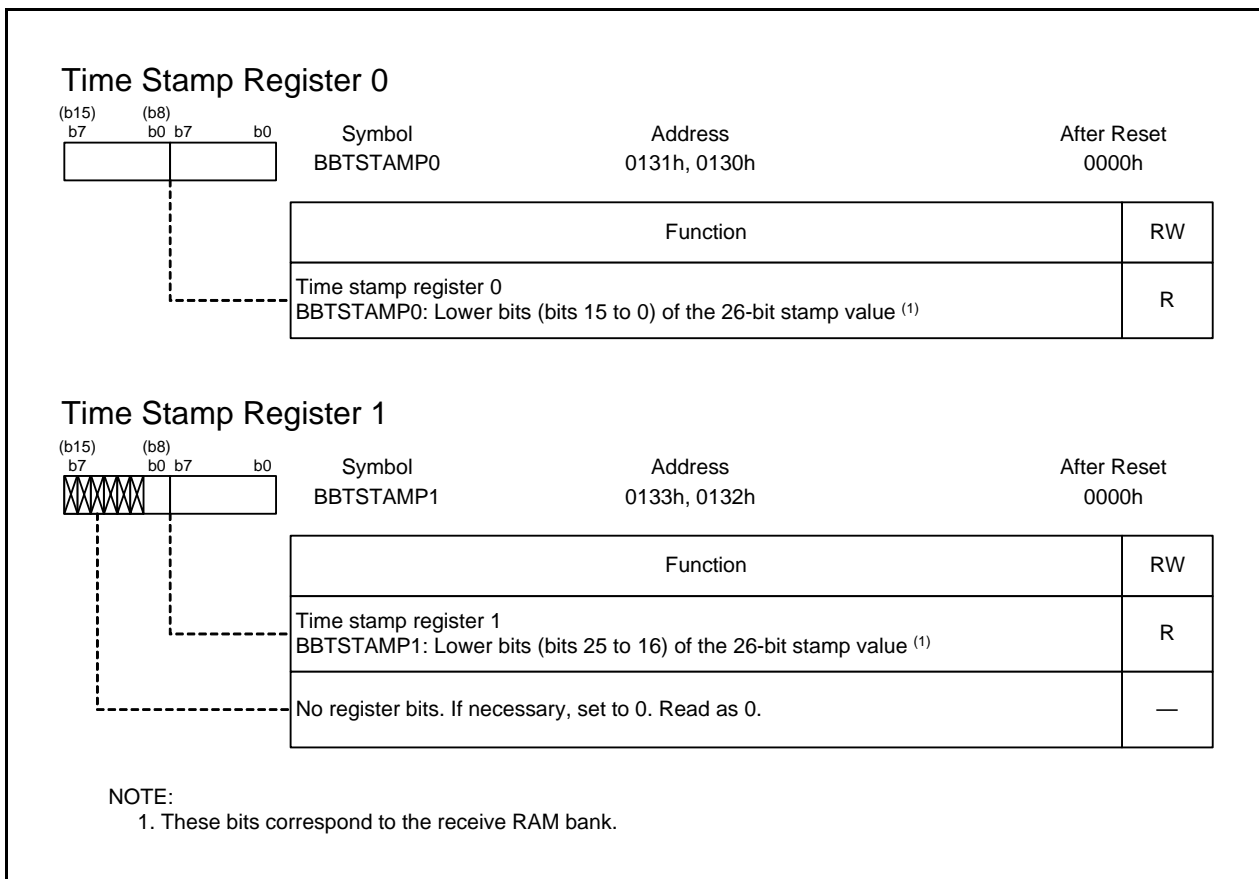 Time Stamp Register 0
(b15) (b8)
b7 b0 b7 b0
Symbol Address After Reset
BBTSTAMP0 0131h, 0130h 0000h
Function RW
Time stamp register 0
BBTSTAMP0: Lower bits (bits 15 to 0) of the 26-bit stamp value (1)
R
Time Stamp Register 1
(b15) (b8)
b7 b0 b7 b0
Symbol Address After Reset
BBTSTAMP1 0133h, 0132h 0000h
Function RW
Time stamp register 1
BBTSTAMP1: Lower bits (bits 25 to 16) of the 26-bit stamp value (1)
R
No register bits. If necessary, set to 0. Read as 0. —
NOTE:
1. These bits correspond to the receive RAM bank.